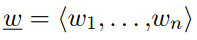 w = ⟨w₁, . . . ,wₙ⟩